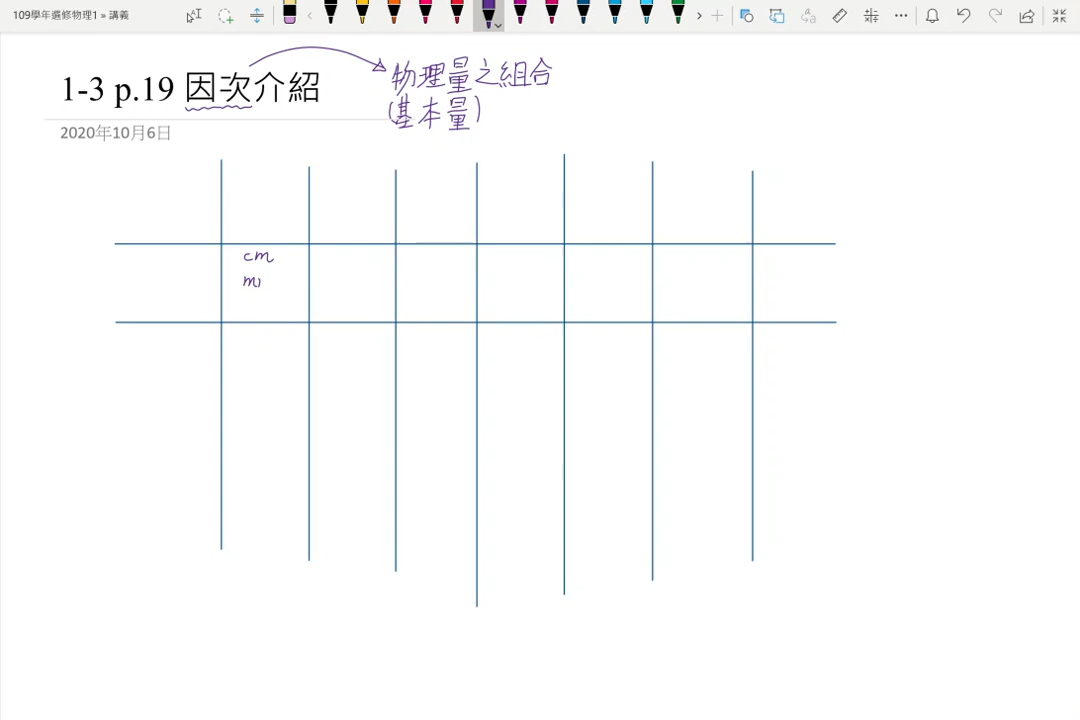 109學年選修物理1 » 講義
1-3 p.19 因次介紹
物理量之組合
(基本量)
2020年10月6日
cm